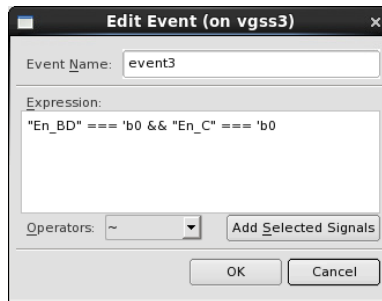 Edit Event (on vgss3)
Event Name: event3
Expression:
"En_BD" === 'b0 && "En_C" === 'b0
Operators: ~ Add Selected Signals
OK Cancel